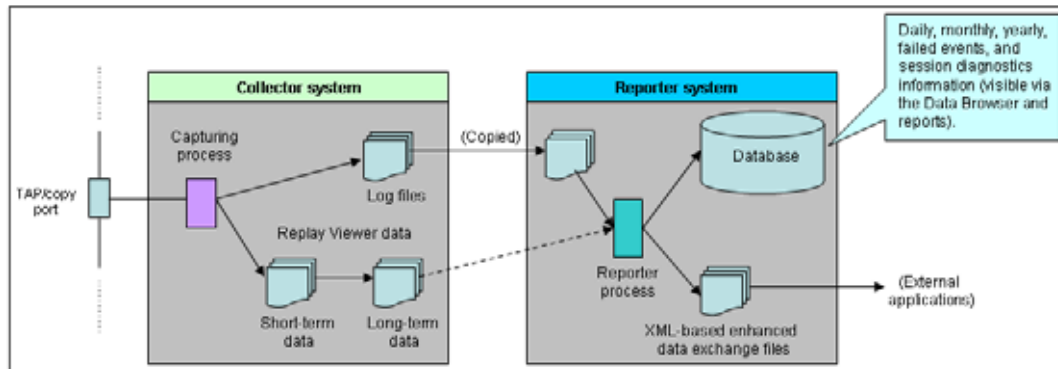 Daily, monthly, yearly,
failed events, and
session diagnostics
information (visible via
the Data Browser and
reports).
Collector system
Reporter system
Capturing
process
(Copied)
Database
TAP/copy
port
Log files
Replay Viewer data
Reporter
process
(External
applications)
Short-term
data
Long-term
data
XML-based enhanced
data exchange files